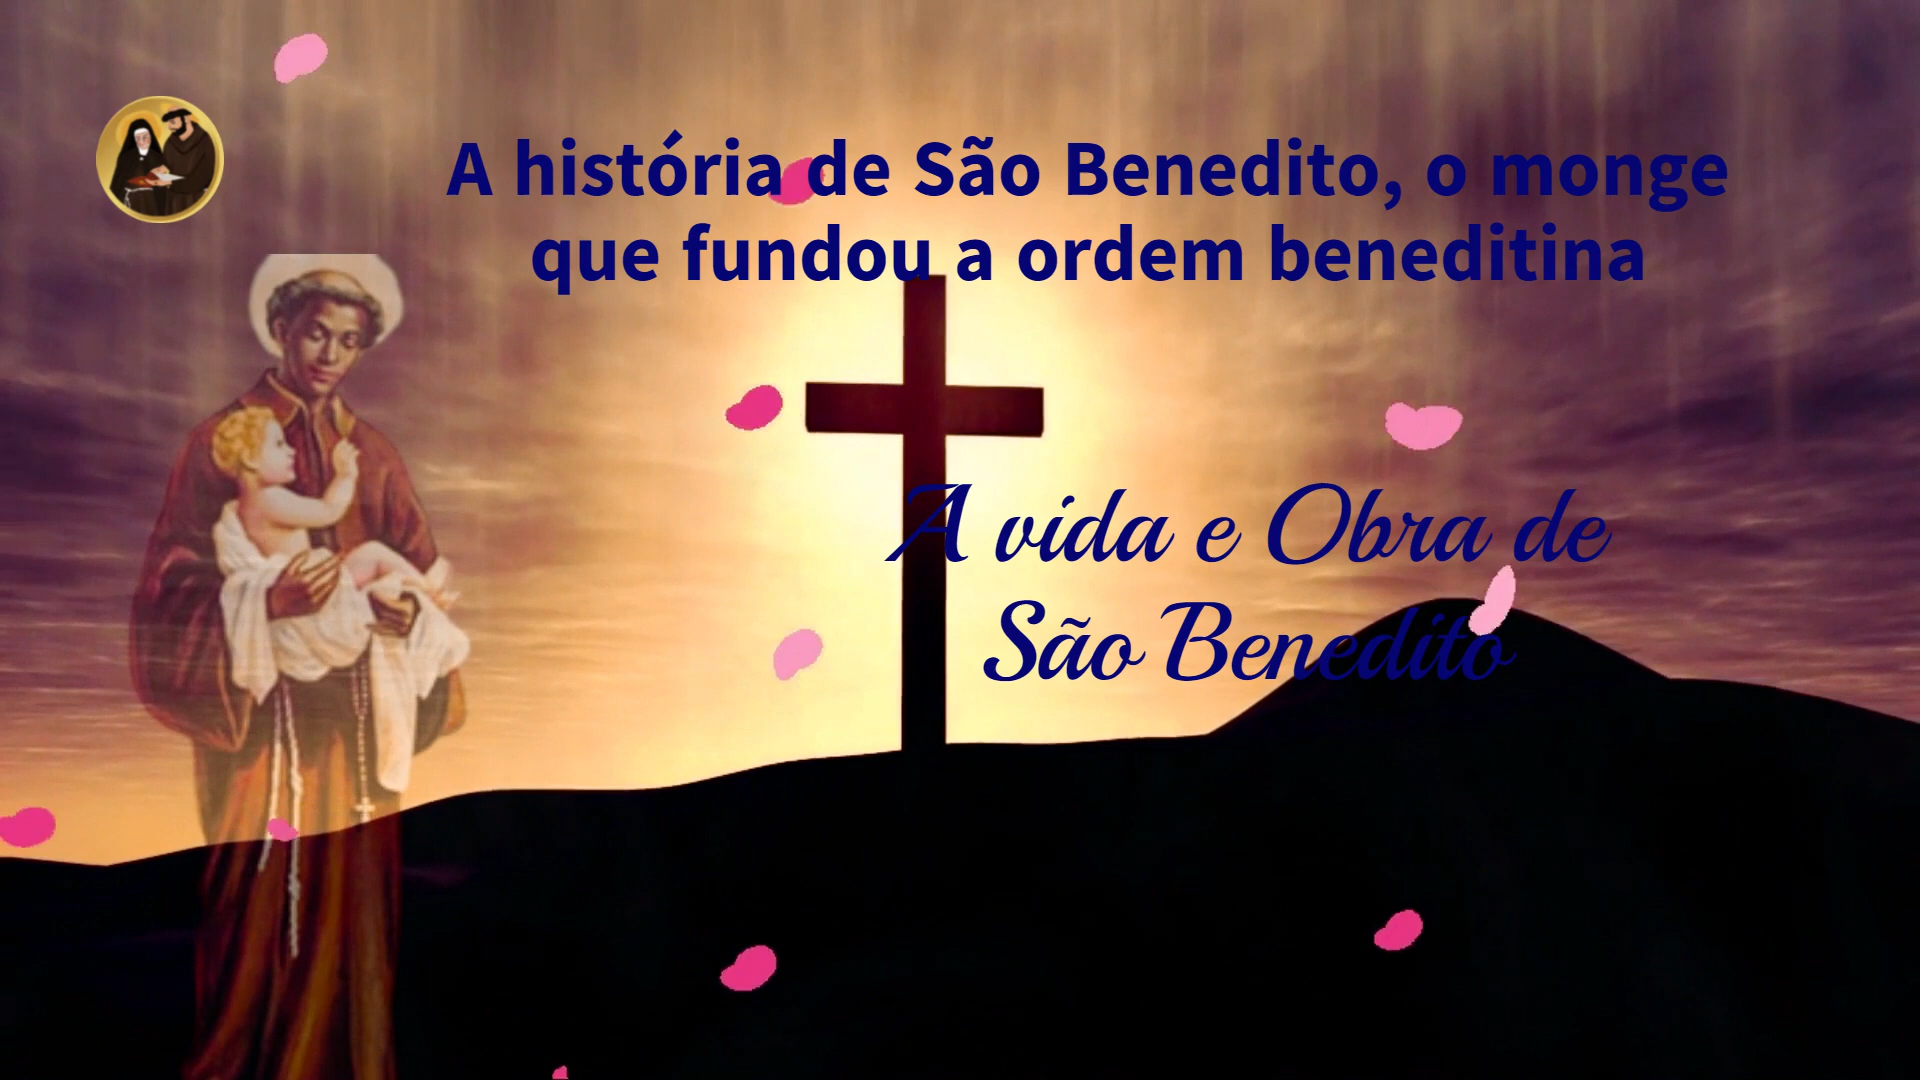 A história de São Benedito, o monge
que fundou a ordem beneditina
A vida e Obra de
São Benedito